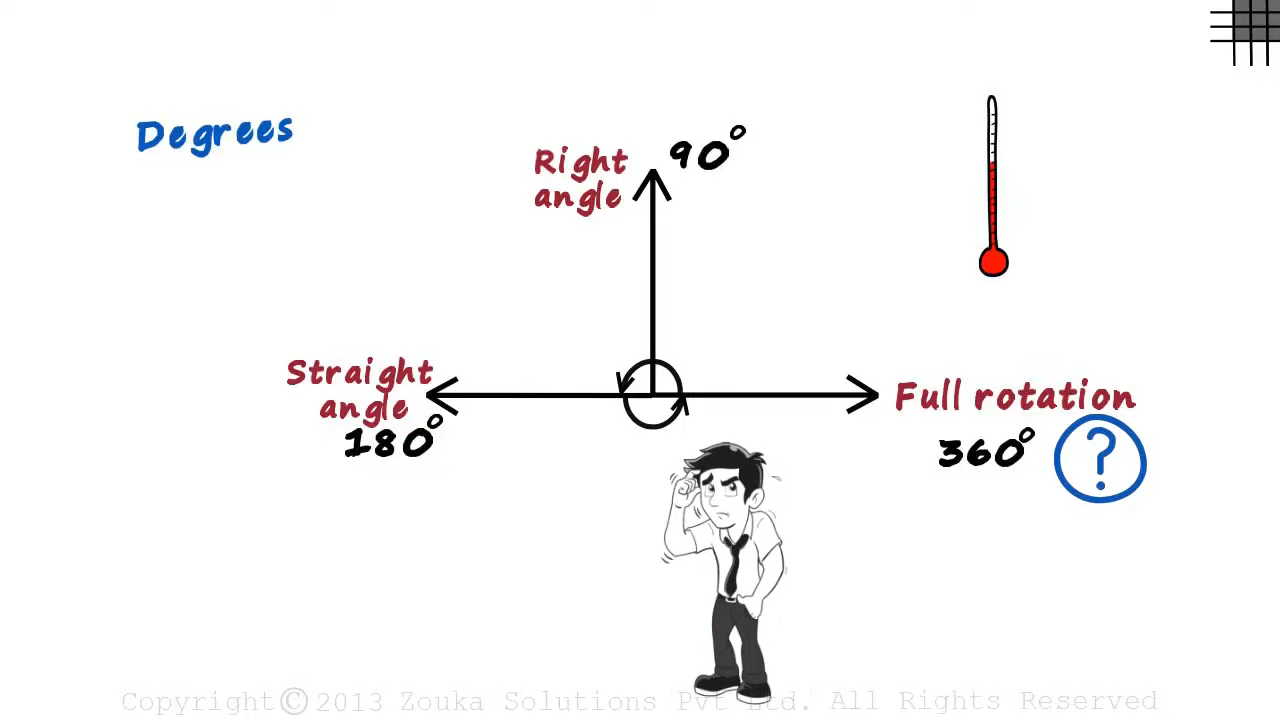 Degrees
Right
angle
90°
Straight
angle
180°
Full rotation
360°
?
Copyright© 2013 Zouka Solutions Pvt Ltd. All Rights Reserved